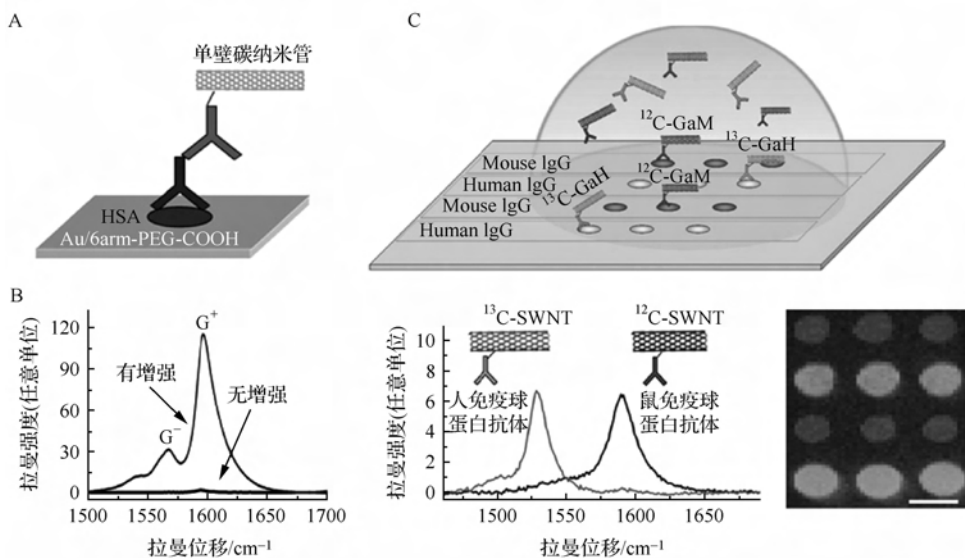 A
单壁碳纳米管
HSA
Au/6arm-PEG-COOH
C
¹²C-GaM
¹³C-GaH
Mouse lgG
Human lgG
¹³C-GaH
¹²C-GaM
Mouse lgG
Human lgG
B
拉曼强度(任意单位)
120
90
60
30
0
G⁺
有增强
无增强
G⁻
1500 1550 1600 1650 1700
拉曼位移/cm⁻¹
拉曼强度(任意单位)
10
8
6
4
2
0
¹³C-SWNT
¹²C-SWNT
人免疫球
蛋白抗体
鼠免疫球
蛋白抗体
1500 1550 1600 1650
拉曼位移/cm⁻¹